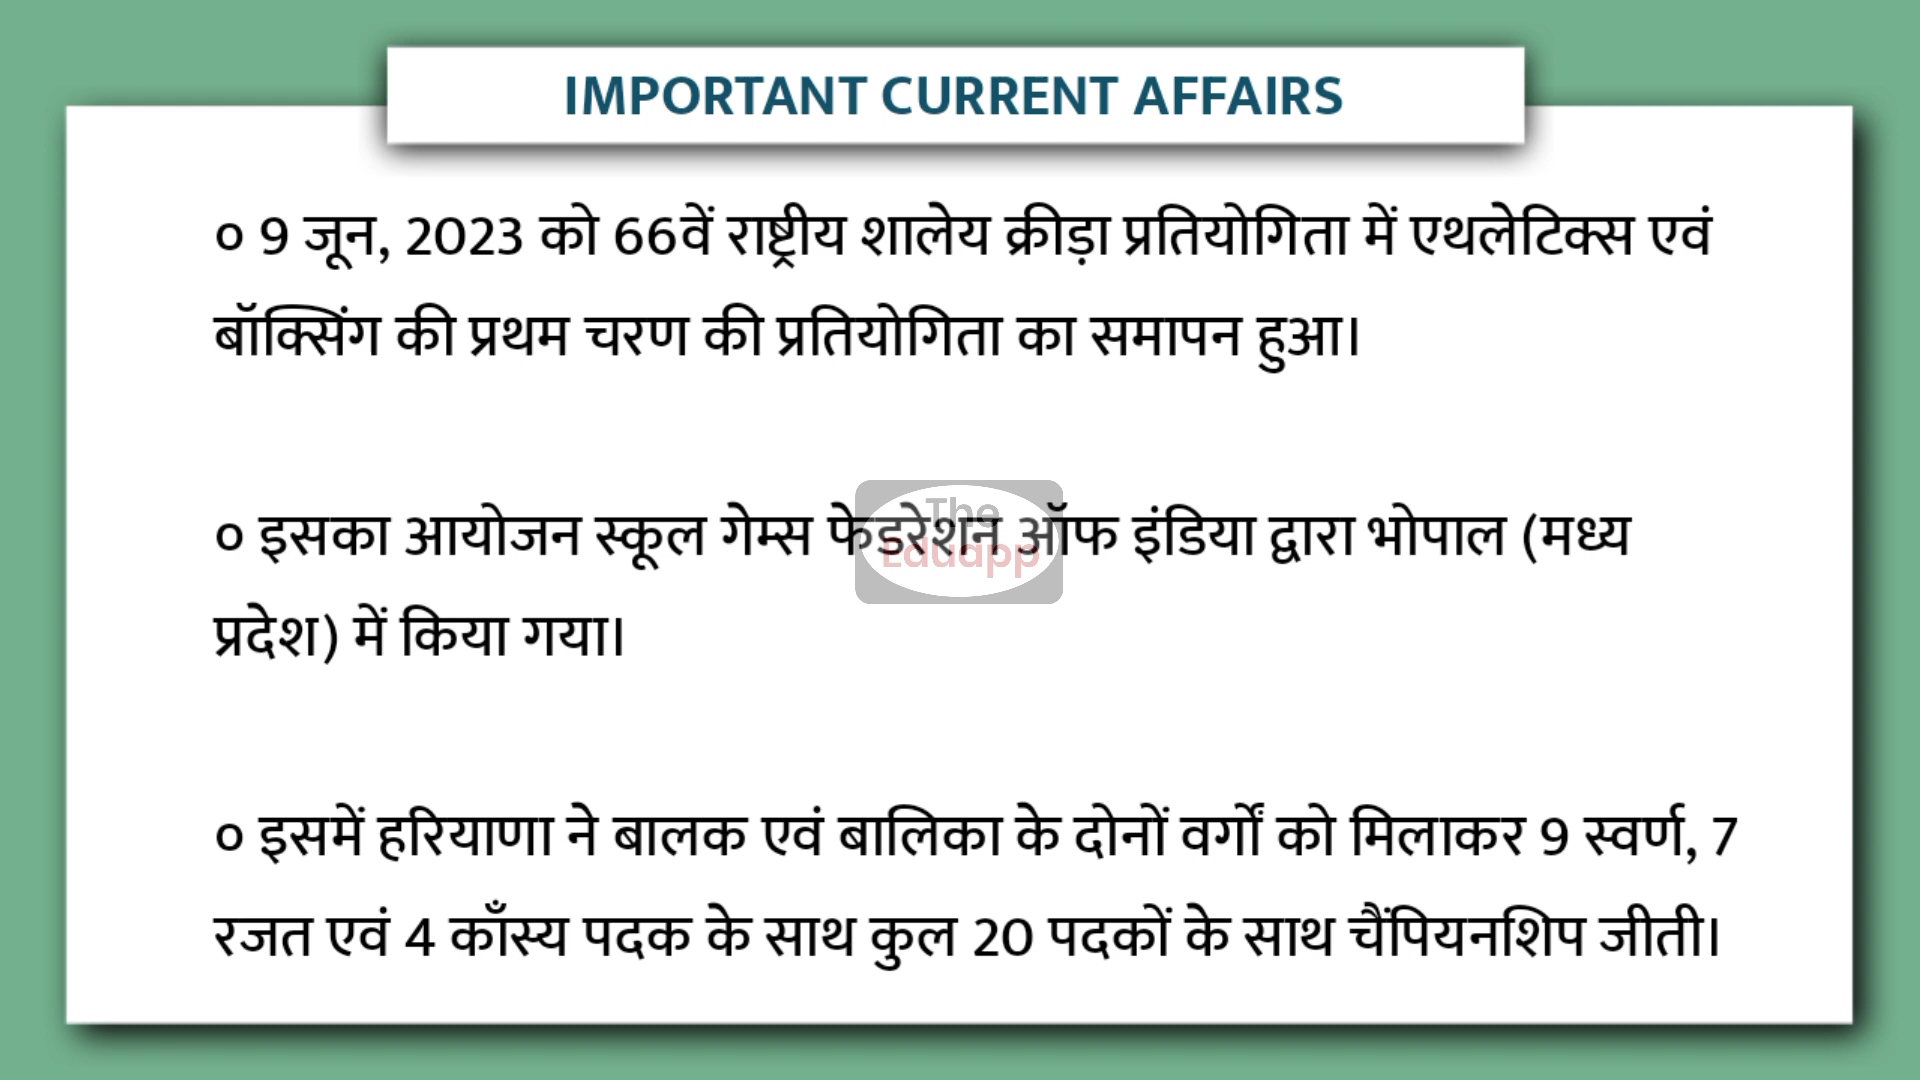 IMPORTANT CURRENT AFFAIRS
० 9 जून, 2023 को 66वें राष्ट्रीय शालेय क्रीड़ा प्रतियोगिता में एथलेटिक्स एवं
बॉक्सिंग की प्रथम चरण की प्रतियोगिता का समापन हुआ।
० इसका आयोजन स्कूल गेम्स फेडरेशन ऑफ इंडिया द्वारा भोपाल (मध्य
The
Eduapp
प्रदेश) में किया गया।
० इसमें हरियाणा ने बालक एवं बालिका के दोनों वर्गों को मिलाकर 9 स्वर्ण, 7
रजत एवं 4 काँस्य पदक के साथ कुल 20 पदकों के साथ चैंपियनशिप जीती।